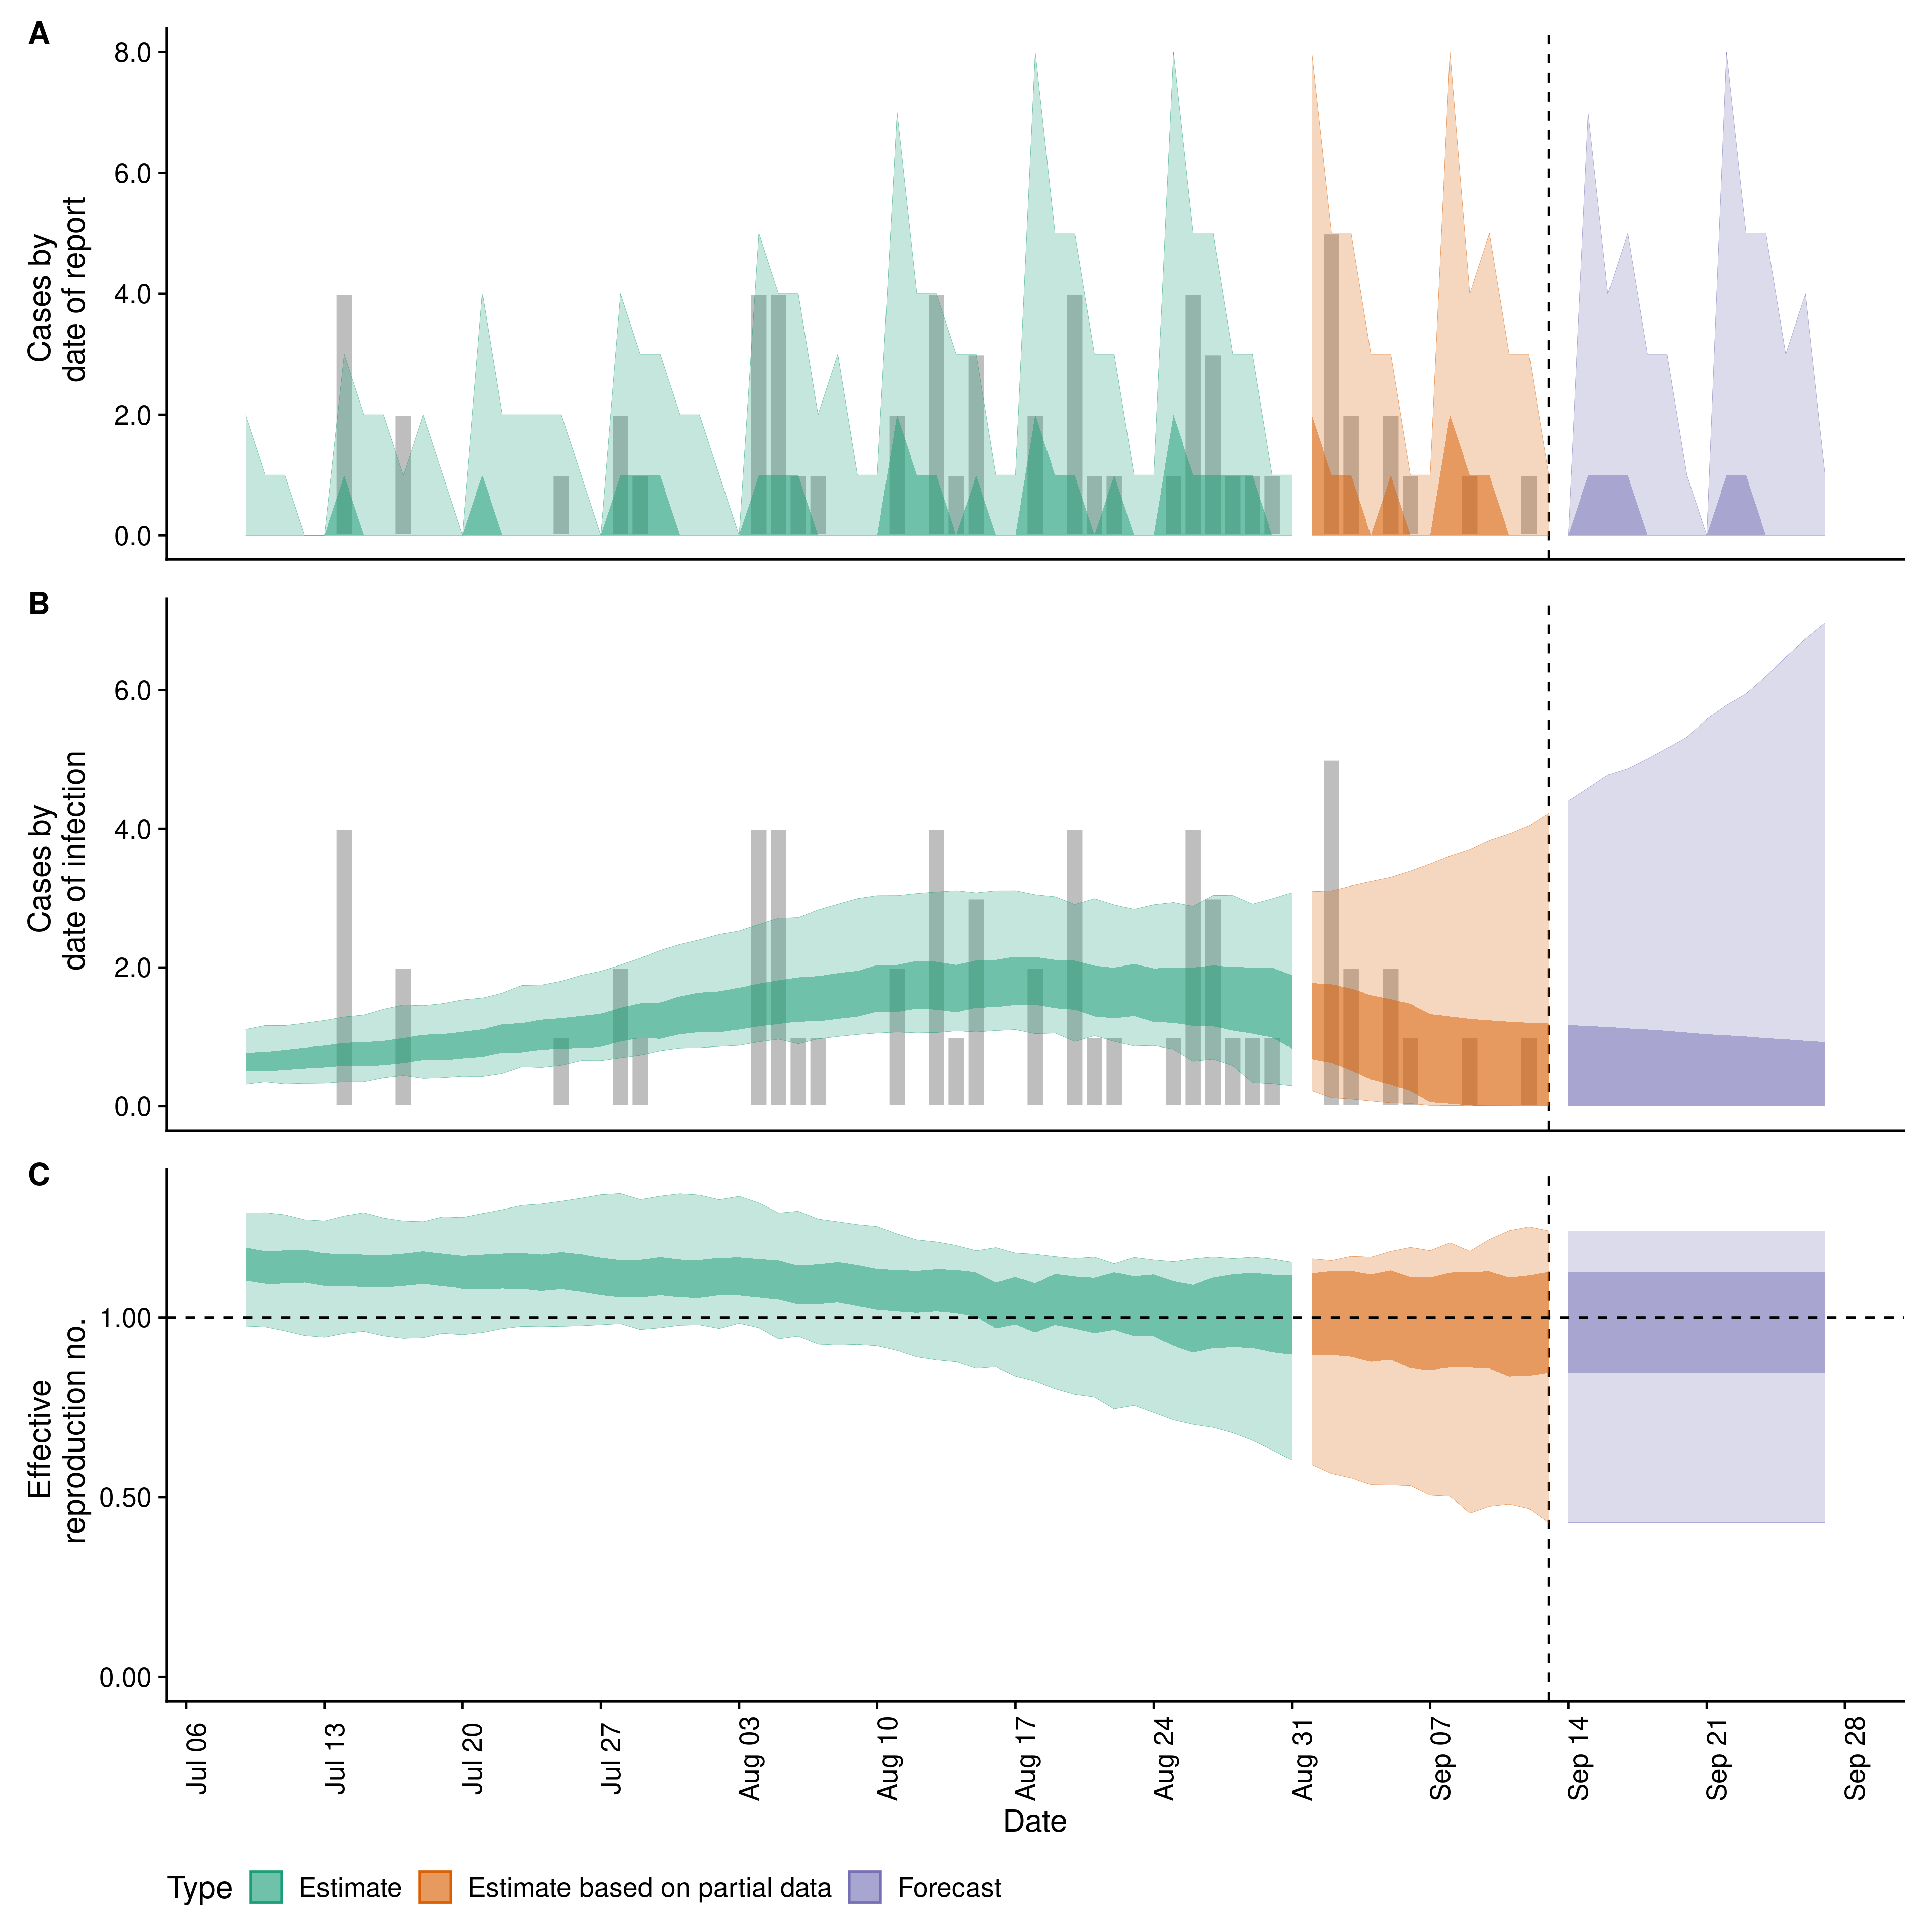 A
Cases by
date of report
8.0
6.0
4.0
2.0
0.0
B
Cases by
date of infection
6.0
4.0
2.0
0.0
C
Effective
reproduction no.
1.00
0.50
0.00
Jul 06
Jul 13
Jul 20
Jul 27
Aug 03
Aug 10
Aug 17
Aug 24
Aug 31
Sep 07
Sep 14
Sep 21
Sep 28
Date
Type
Estimate
Estimate based on partial data
Forecast